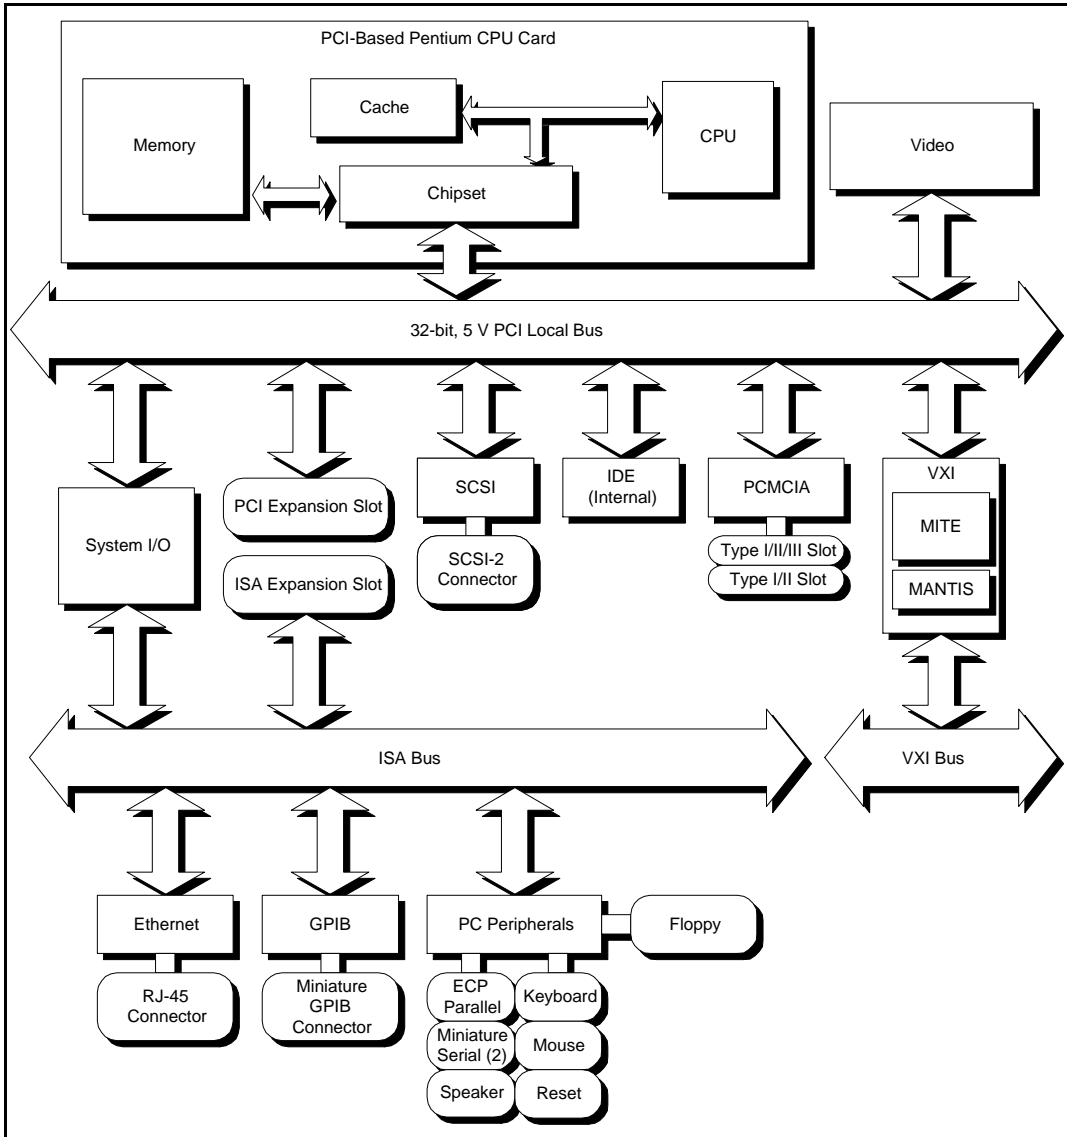 PCI-Based Pentium CPU Card
Cache
Memory
CPU
Video
Chipset
32-bit, 5 V PCI Local Bus
SCSI
IDE
(Internal)
PCMCIA
VXI
PCI Expansion Slot
MITE
System I/O
ISA Expansion Slot
SCSI-2
Connector
Type I/II/III Slot
Type I/II Slot
MANTIS
ISA Bus
VXI Bus
Ethernet
GPIB
PC Peripherals
Floppy
RJ-45
Connector
Miniature
GPIB
Connector
ECP
Parallel
Keyboard
Miniature
Serial (2)
Mouse
Speaker
Reset